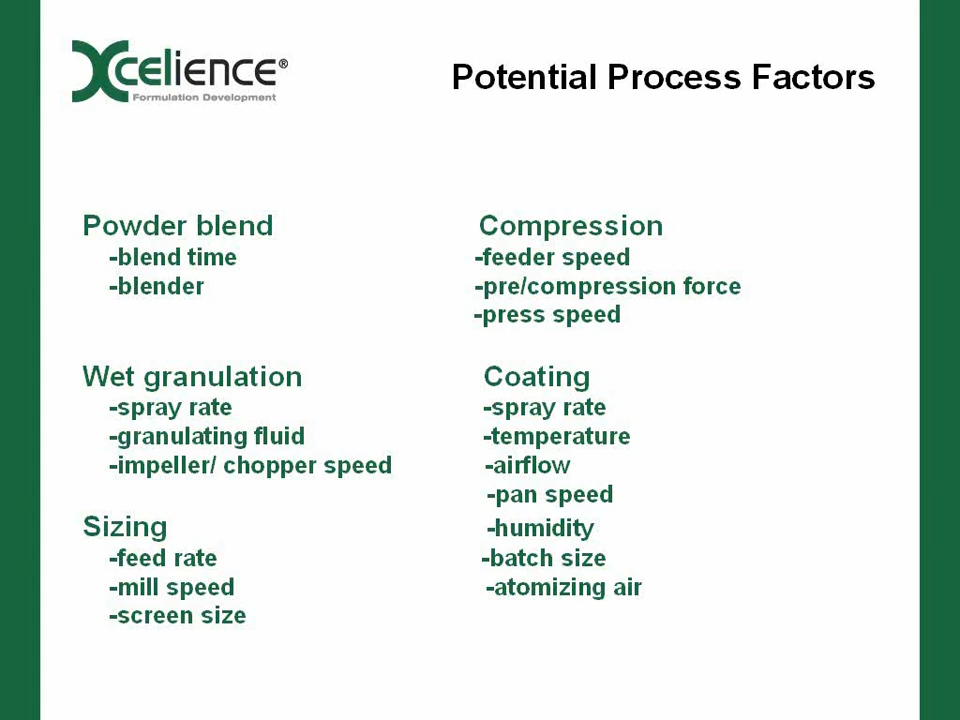 Xcelience®
Formulation Development
Potential Process Factors
Powder blend
-blend time
-blender
Wet granulation
-spray rate
-granulating fluid
-impeller/ chopper speed
Sizing
-feed rate
-mill speed
-screen size
Compression
-feeder speed
-pre/compression force
-press speed
Coating
-spray rate
-temperature
-airflow
-pan speed
-humidity
-batch size
-atomizing air